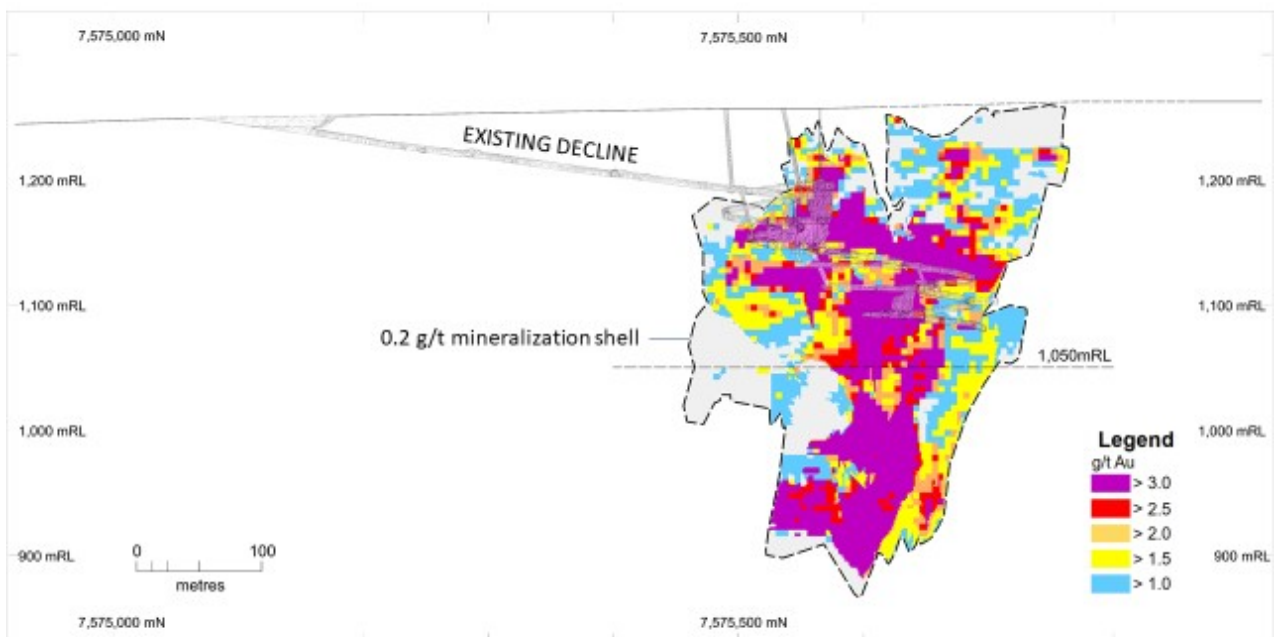 7,575,000 mN
7,575,500 mN
EXISTING DECLINE
1,200 mRL
1,200 mRL
1,100 mRL
1,100 mRL
0.2 g/t mineralization shell
1,050mRL
1,000 mRL
1,000 mRL
Legend
g/t Au
> 3.0
> 2.5
> 2.0
> 1.5
> 1.0
0 100
metres
900 mRL
900 mRL
7,575,000 mN
7,575,500 mN